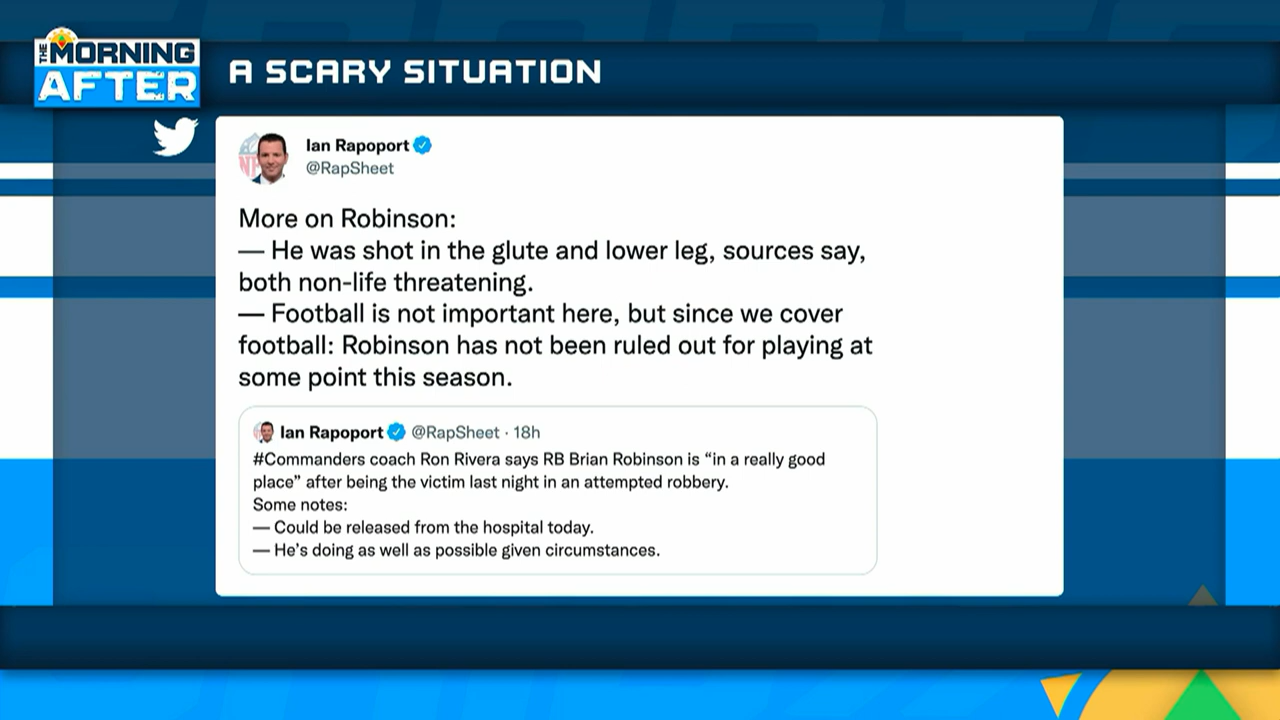 THE
MORNING
AFTER
A SCARY SITUATION
Ian Rapoport
@RapSheet
More on Robinson:
— He was shot in the glute and lower leg, sources say,
both non-life threatening.
— Football is not important here, but since we cover
football: Robinson has not been ruled out for playing at
some point this season.
Ian Rapoport @RapSheet · 18h
#Commanders coach Ron Rivera says RB Brian Robinson is “in a really good
place” after being the victim last night in an attempted robbery.
Some notes:
— Could be released from the hospital today.
— He’s doing as well as possible given circumstances.